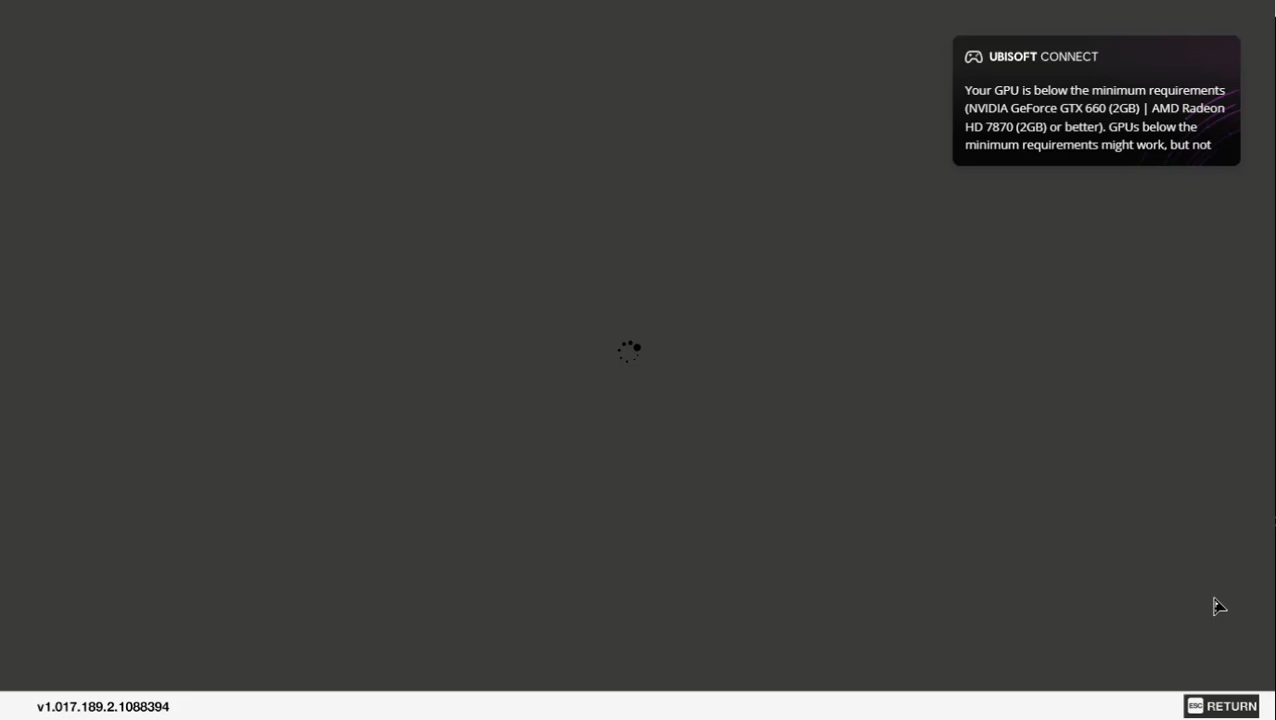 UBISOFT CONNECT
Your GPU is below the minimum requirements
(NVIDIA GeForce GTX 660 (2GB) | AMD Radeon
HD 7870 (2GB) or better). GPUs below the
minimum requirements might work, but not
v1.017.189.2.1088394
ESC RETURN